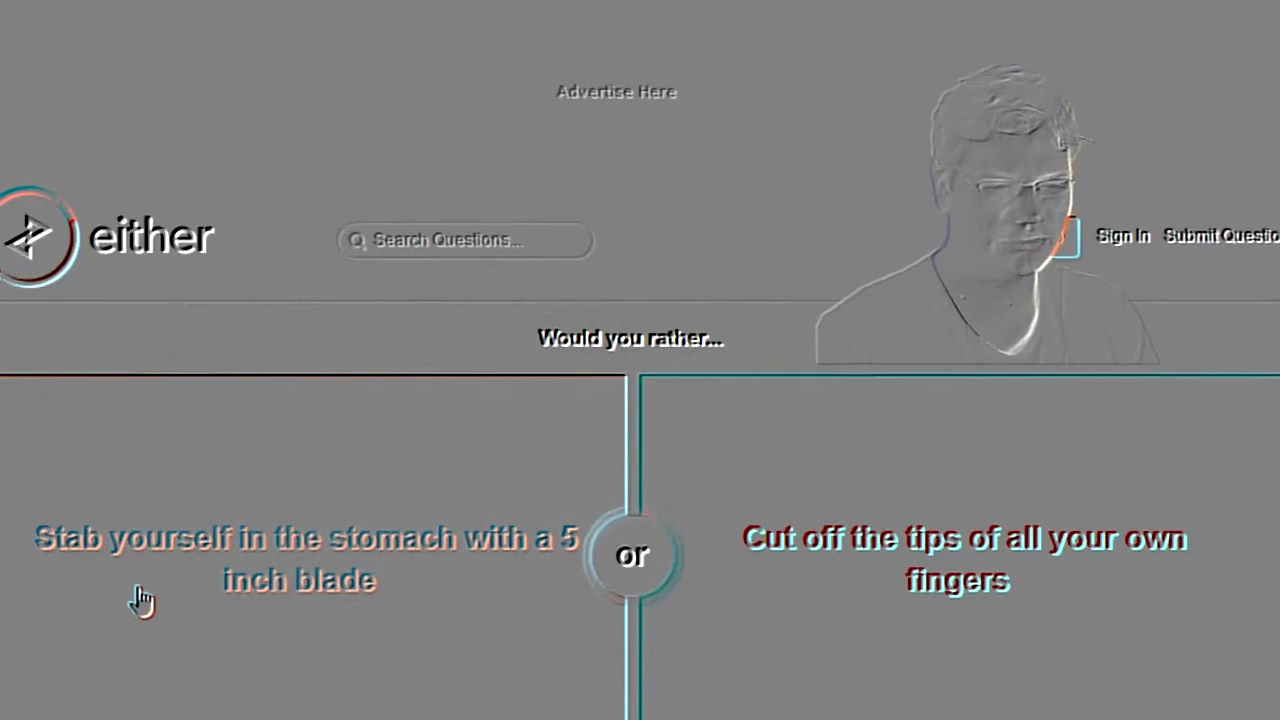 Advertise Here
either
Search Questions...
Sign In Submit Questio
Would you rather...
Stab yourself in the stomach with a 5
inch blade
or
Cut off the tips of all your own
fingers